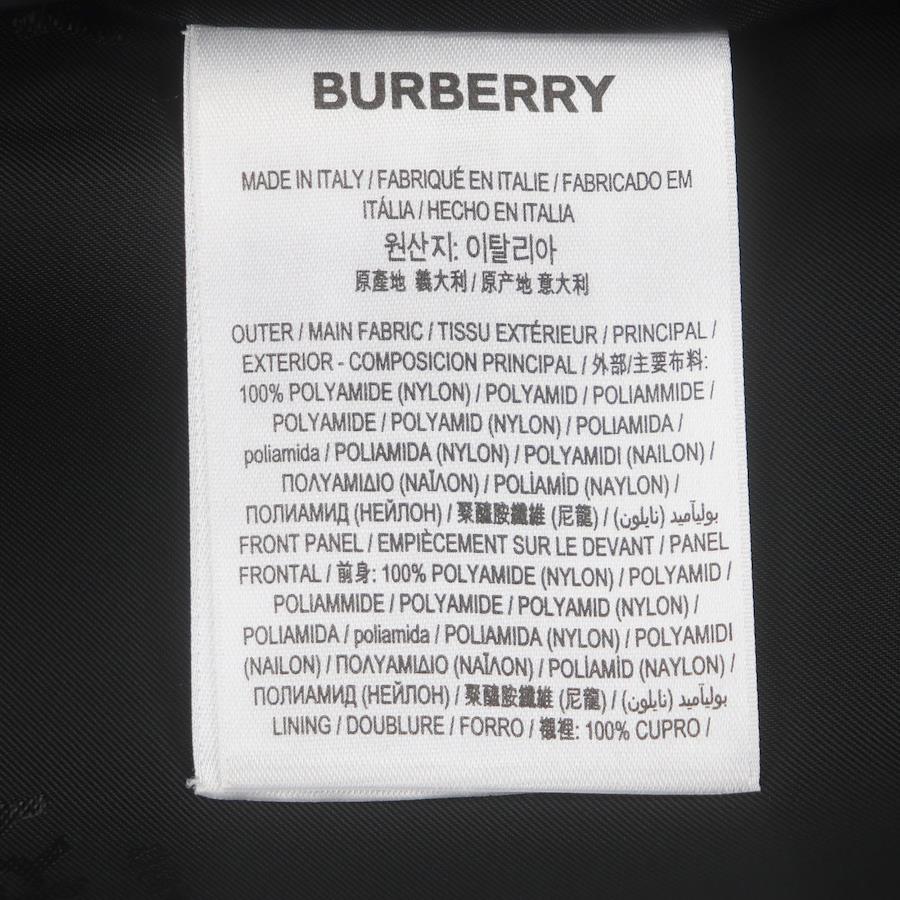 BURBERRY
MADE IN ITALY / FABRIQUÉ EN ITALIE / FABRICADO EM
ITÁLIA / HECHO EN ITALIA
원산지: 이탈리아
原產地 義大利 / 原产地 意大利
OUTER / MAIN FABRIC / TISSU EXTÉRIEUR / PRINCIPAL /
EXTERIOR - COMPOSICION PRINCIPAL / 外部/主要布料:
100% POLYAMIDE (NYLON) / POLYAMID / POLIAMMIDE /
POLYAMIDE / POLYAMID (NYLON) / POLIAMIDA /
poliamida / POLIAMIDA (NYLON) / POLYAMIDI (NAILON) /
ΠΟΛΥΑΜΙΔΙΟ (ΝΑΪΛΟΝ) / POLİAMİD (NAYLON) /
ПОЛИАМИД (НЕЙЛОН) / 聚醯胺纖維 (尼龍) / بوليآميد (نايلون) /
FRONT PANEL / EMPIÈCEMENT SUR LE DEVANT / PANEL
FRONTAL / 前身: 100% POLYAMIDE (NYLON) / POLYAMID /
POLIAMMIDE / POLYAMIDE / POLYAMID (NYLON) /
POLIAMIDA / poliamida / POLIAMIDA (NYLON) / POLYAMIDI
(NAILON) / ΠΟΛΥΑΜΙΔΙΟ (ΝΑΪΛΟΝ) / POLİAMİD (NAYLON) /
ПОЛИАМИД (НЕЙЛОН) / 聚醯胺纖維 (尼龍) / بوليآميد (نايلون) /
LINING / DOUBLURE / FORRO / 襯裡: 100% CUPRO /